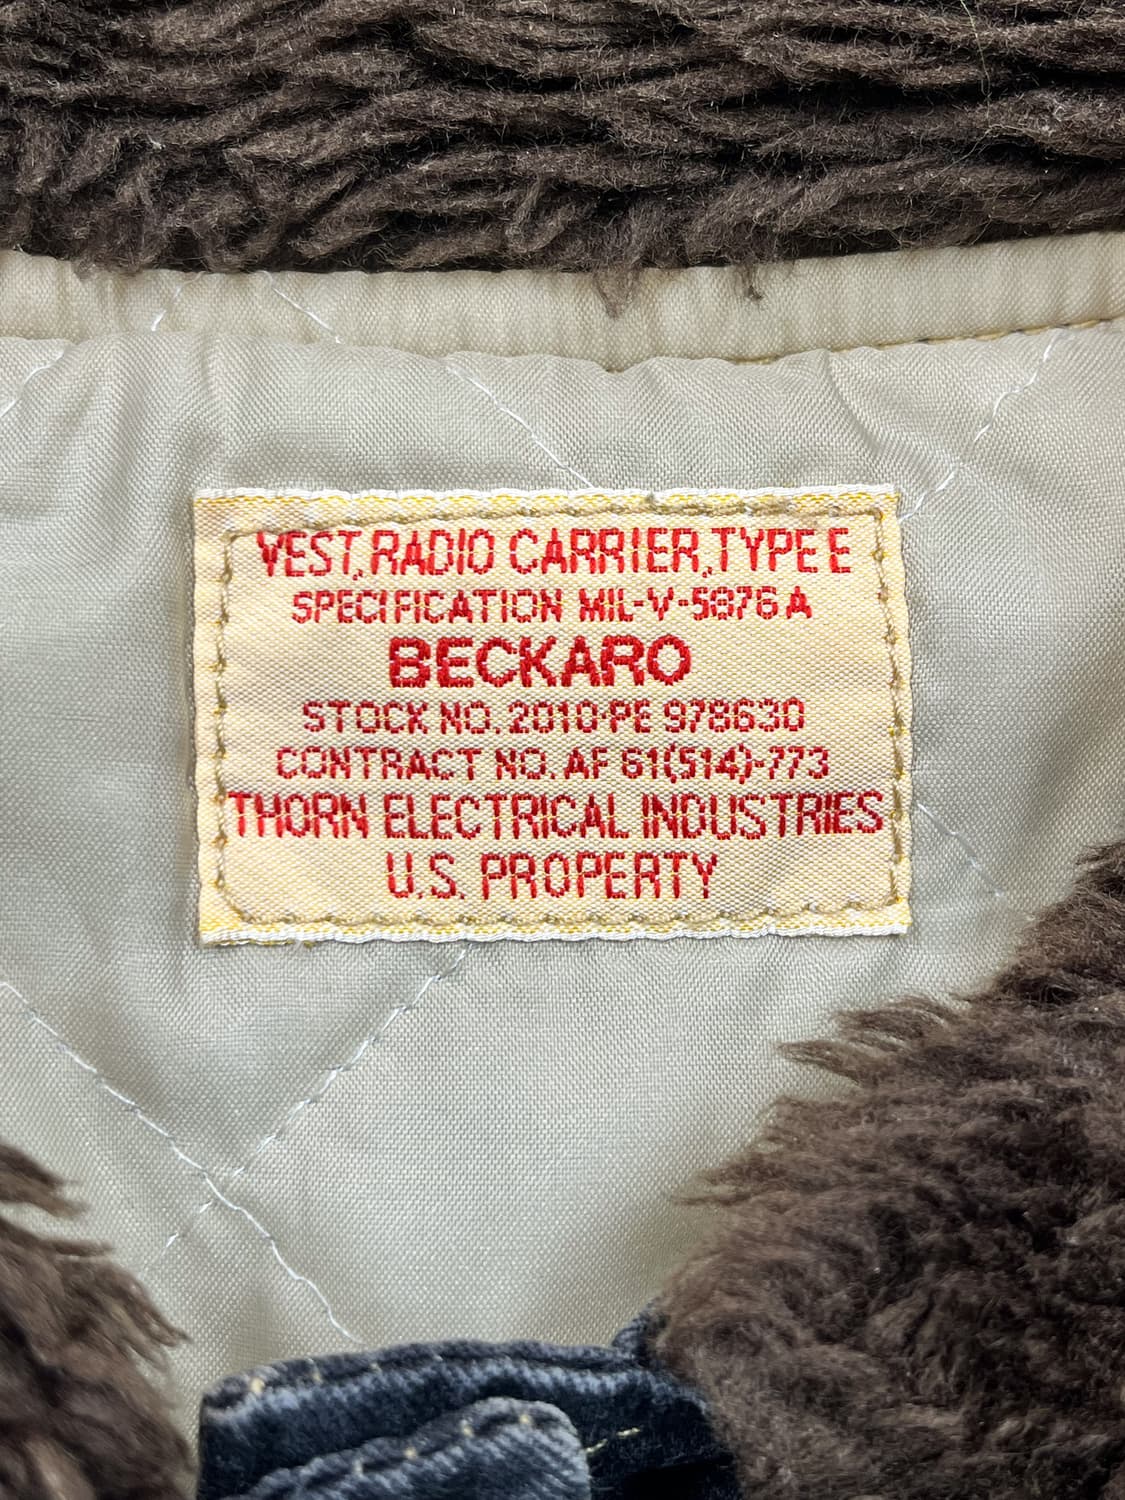 VEST, RADIO CARRIER, TYPE E
SPECIFICATION MIL-V-5876A
BECKARO
STOCK NO. 2010-PE 978630
CONTRACT NO. AF 61(514)-773
THORN ELECTRICAL INDUSTRIES
U.S. PROPERTY